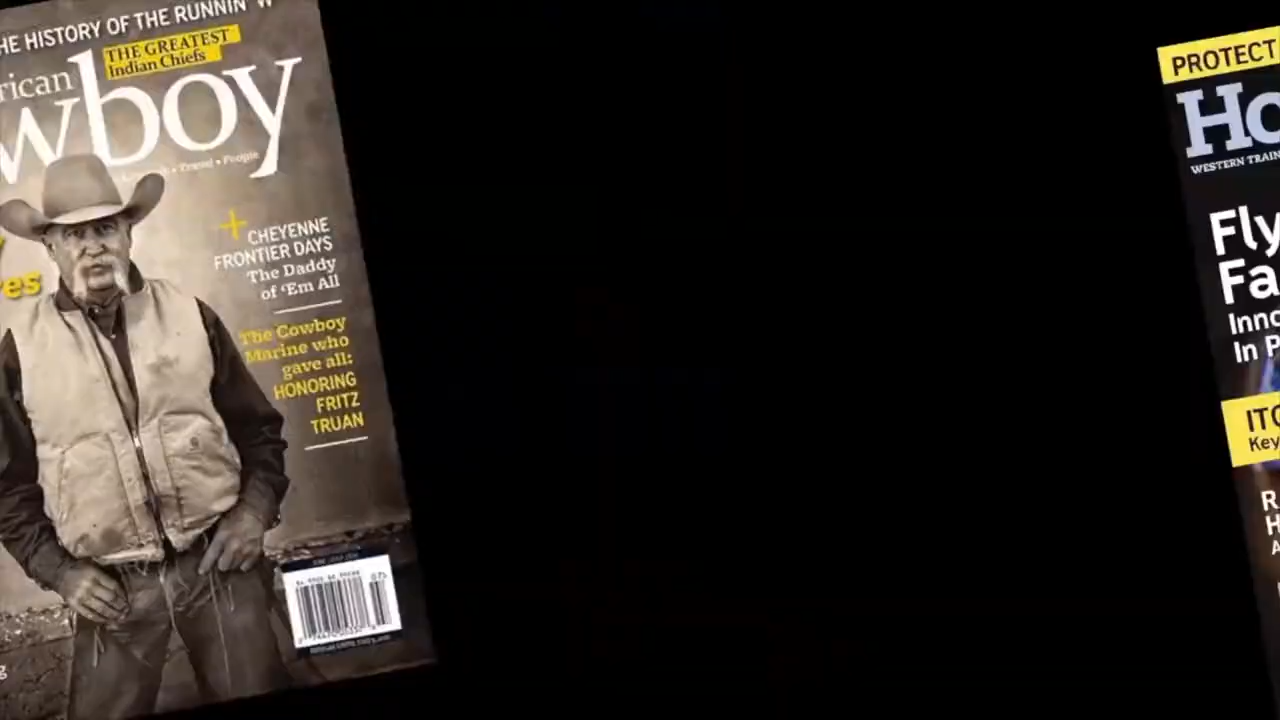 HE HISTORY OF THE RUNNIN' W
THE GREATEST
Indian Chiefs
rican
wboy
Travel • People
+
CHEYENNE
FRONTIER DAYS
The Daddy
of 'Em All
es
The Cowboy
Marine who
gave all:
HONORING
FRITZ
TRUAN
g
PROTECT
Ho
WESTERN TRAIN
Fly
Fa
Inno
In P
ITC
Key
R
H
A